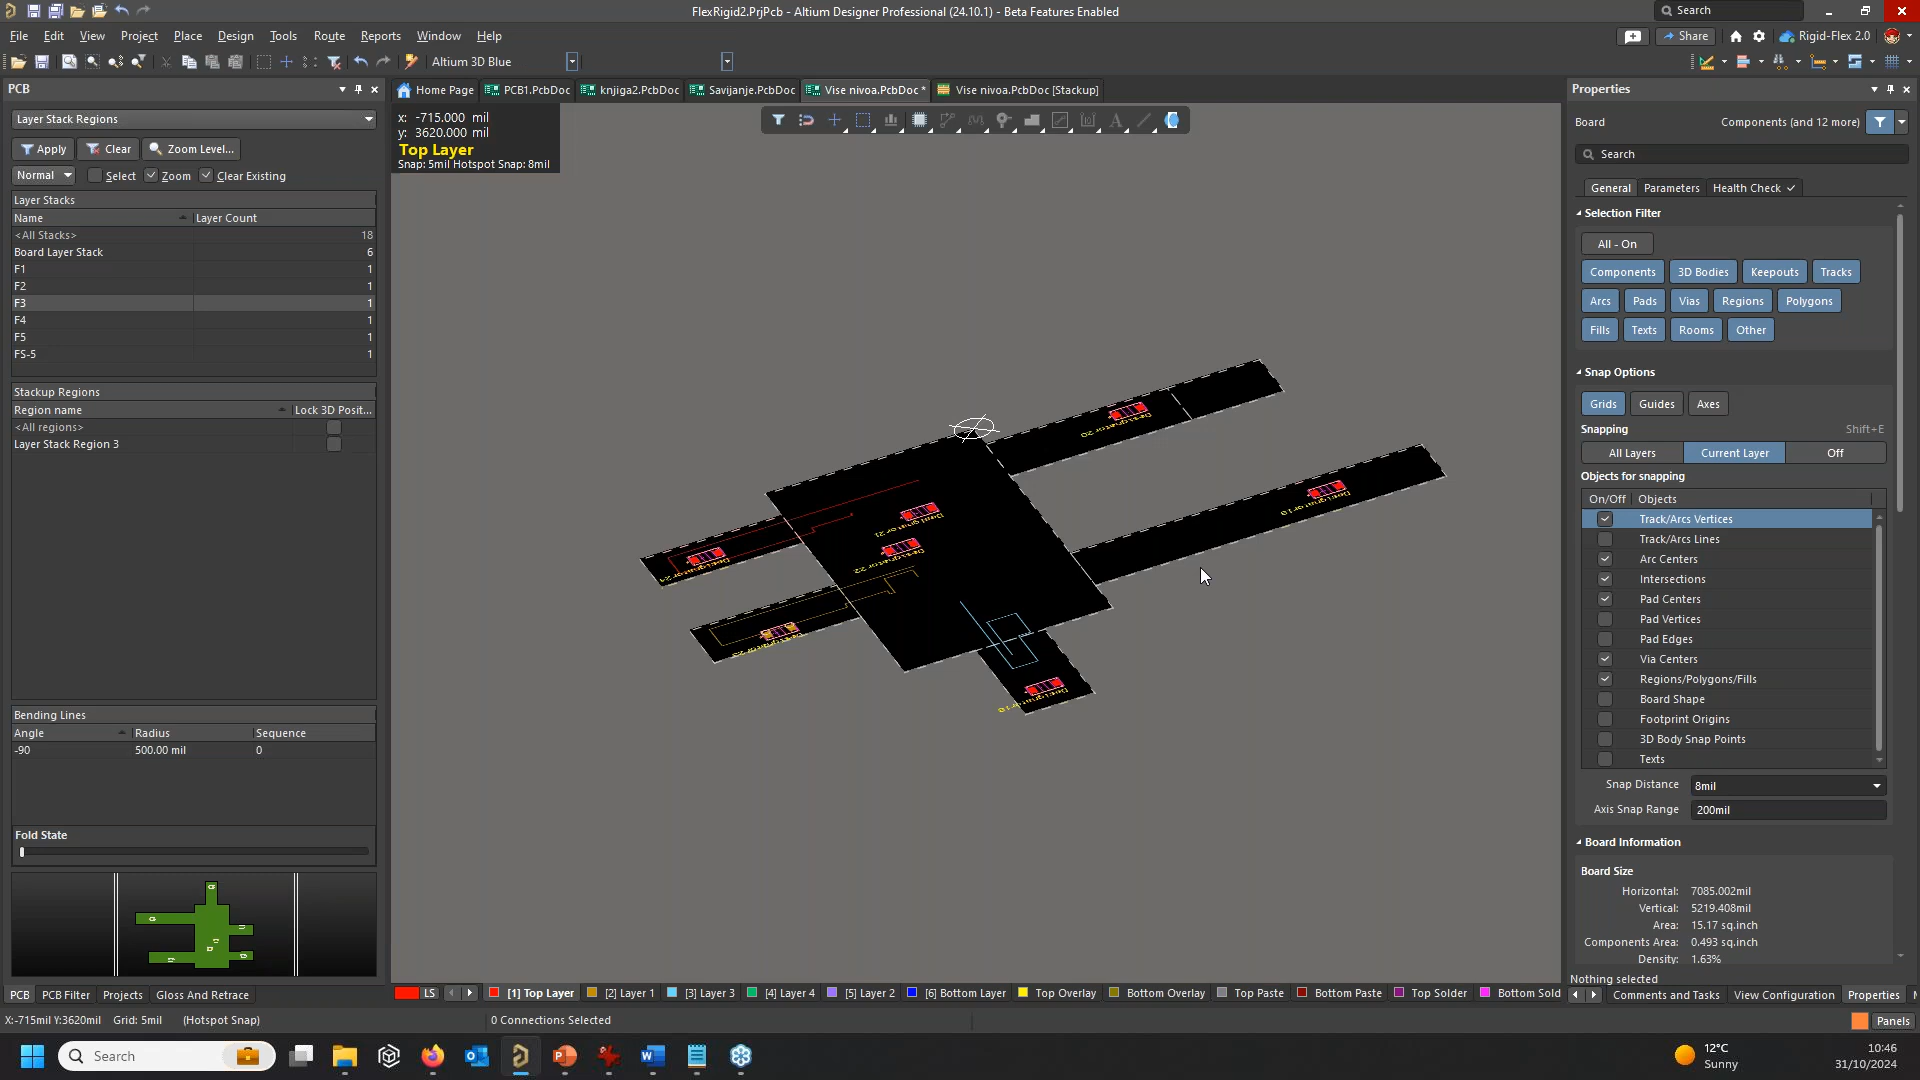 FlexRigid2.PrjPcb - Altium Designer Professional (24.10.1) - Beta Features Enabled
Search
File Edit View Project Place Design Tools Route Reports Window Help
Share
Rigid-Flex 2.0
Altium 3D Blue
PCB
Home Page
PCB1.PcbDoc
knjiga2.PcbDoc
Savijanje.PcbDoc
Vise nivoa.PcbDoc *
Vise nivoa.PcbDoc [Stackup]
Layer Stack Regions
Apply
Clear
Zoom Level...
Normal
Select
Zoom
Clear Existing
Layer Stacks
Name Layer Count
<All Stacks> 18
Board Layer Stack 6
F1 1
F2 1
F3 1
F4 1
F5 1
FS-5 1
Stackup Regions
Region name Lock 3D Posit...
<All regions>
Layer Stack Region 3
Bending Lines
Angle Radius Sequence
-90 500.00 mil 0
Fold State
PCB PCB Filter Projects Gloss And Retrace
x: -715.000 mil
y: 3620.000 mil
Top Layer
Snap: 5mil Hotspot Snap: 8mil
Designator20
Designator19
Designator21
Designator22
LS
[1] Top Layer
[2] Layer 1
[3] Layer 3
[4] Layer 4
[5] Layer 2
[6] Bottom Layer
Top Overlay
Bottom Overlay
Top Paste
Bottom Paste
Top Solder
Bottom Sold
Properties
Board Components (and 12 more)
Search
General Parameters Health Check
Selection Filter
All - On
Components 3D Bodies Keepouts Tracks
Arcs Pads Vias Regions Polygons
Fills Texts Rooms Other
Snap Options
Grids Guides Axes
Snapping Shift+E
All Layers Current Layer Off
Objects for snapping
On/Off Objects
Track/Arcs Vertices
Track/Arcs Lines
Arc Centers
Intersections
Pad Centers
Pad Vertices
Pad Edges
Via Centers
Regions/Polygons/Fills
Board Shape
Footprint Origins
3D Body Snap Points
Texts
Snap Distance 8mil
Axis Snap Range 200mil
Board Information
Board Size
Horizontal: 7085.002mil
Vertical: 5219.408mil
Area: 15.17 sq.inch
Components Area: 0.493 sq.inch
Density: 1.63%
Nothing selected
Comments and Tasks View Configuration Properties
X:-715mil Y:3620mil Grid: 5mil (Hotspot Snap)
0 Connections Selected
Panels
Search
12°C
Sunny
10:46
31/10/2024